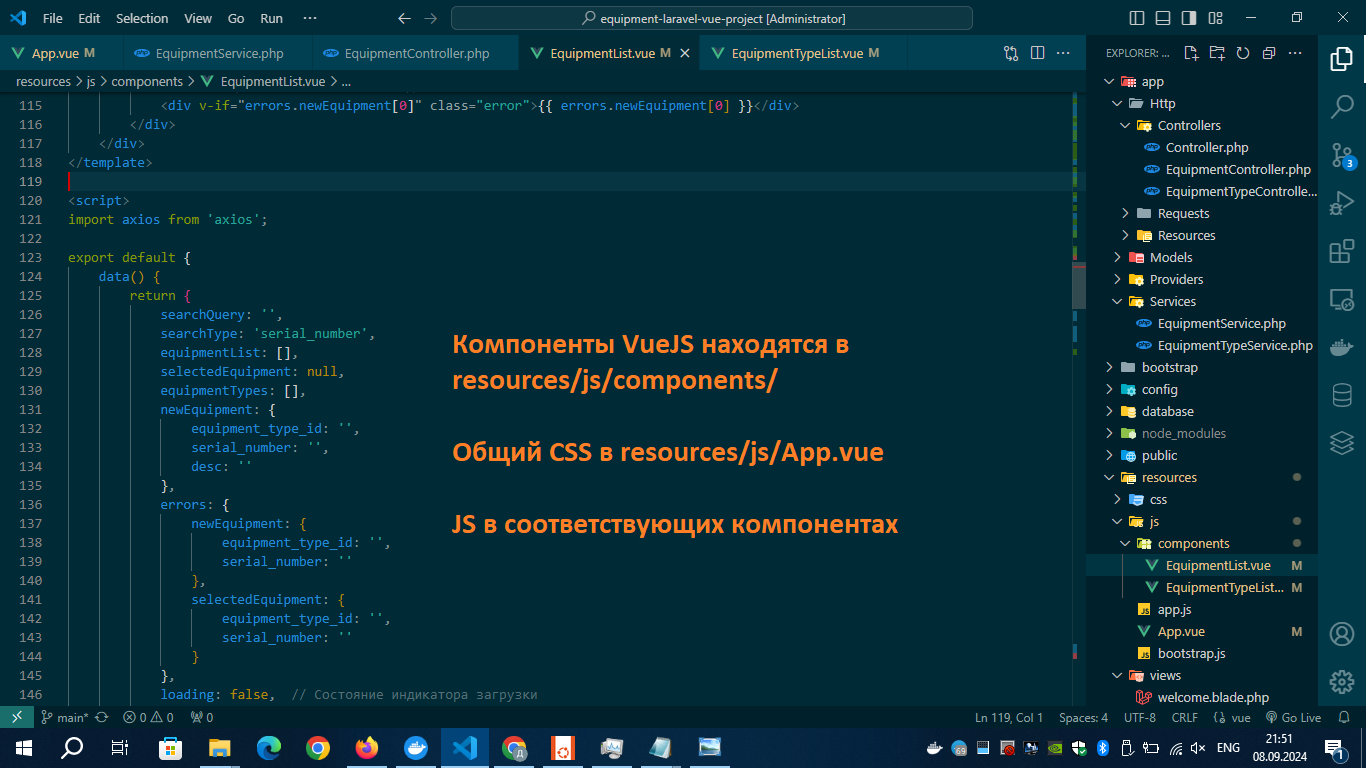 File Edit Selection View Go Run ··· equipment-laravel-vue-project [Administrator]
App.vue M EquipmentService.php EquipmentController.php EquipmentList.vue M EquipmentTypeList.vue M
resources > js > components > EquipmentList.vue > ...
115 <div v-if="errors.newEquipment[0]" class="error">{{ errors.newEquipment[0] }}</div>
116 </div>
117 </div>
118 </template>
119
120 <script>
121 import axios from 'axios';
122
123 export default {
124 data() {
125 return {
126 searchQuery: '',
127 searchType: 'serial_number',
128 equipmentList: [],
129 selectedEquipment: null,
130 equipmentTypes: [],
131 newEquipment: {
132 equipment_type_id: '',
133 serial_number: '',
134 desc: ''
135 },
136 errors: {
137 newEquipment: {
138 equipment_type_id: '',
139 serial_number: ''
140 },
141 selectedEquipment: {
142 equipment_type_id: '',
143 serial_number: ''
144 }
145 },
146 loading: false, // Состояние индикатора загрузки
Компоненты VueJS находятся в
resources/js/components/
Общий CSS в resources/js/App.vue
JS в соответствующих компонентах
EXPLORER: ...
app
Http
Controllers
Controller.php
EquipmentController.php
EquipmentTypeControlle...
Requests
Resources
Models
Providers
Services
EquipmentService.php
EquipmentTypeService.php
bootstrap
config
database
node_modules
public
resources
css
js
components
EquipmentList.vue M
EquipmentTypeList... M
app.js
App.vue M
bootstrap.js
views
welcome.blade.php
3
main* 0 0 0 Ln 119, Col 1 Spaces: 4 UTF-8 CRLF vue Go Live
69 ENG 21:51
08.09.2024
1